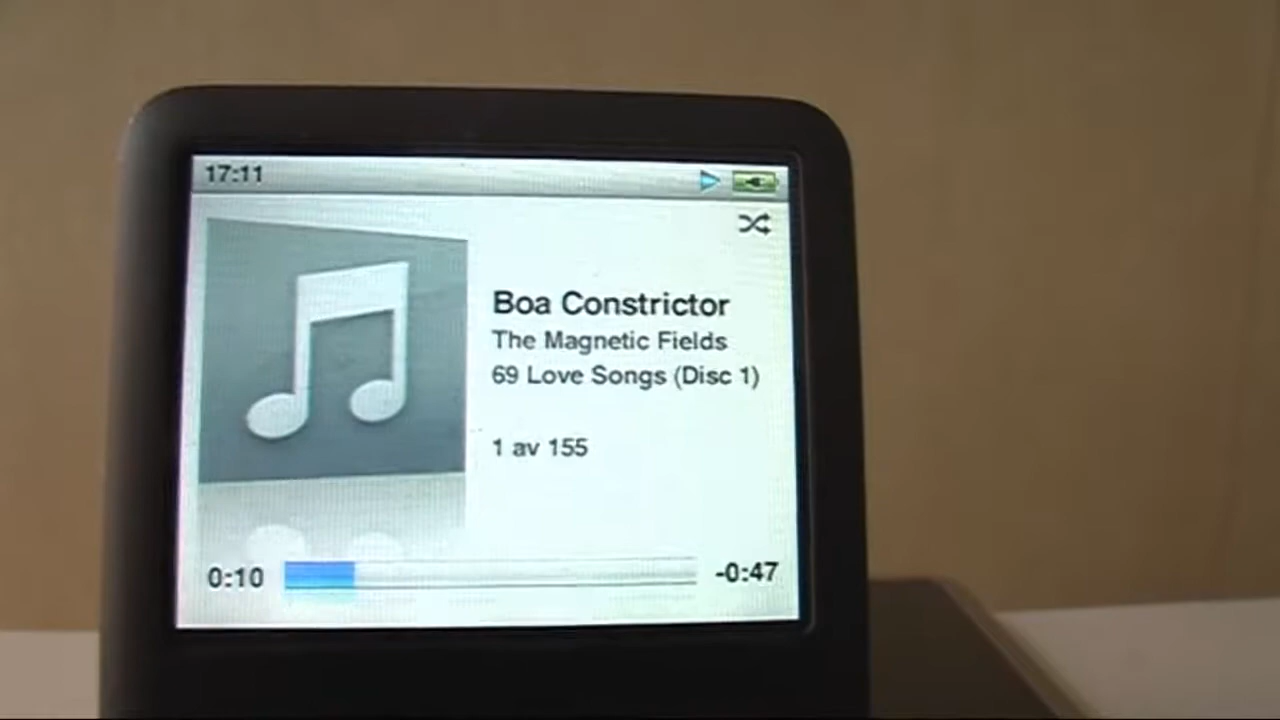 17:11
Boa Constrictor
The Magnetic Fields
69 Love Songs (Disc 1)
1 av 155
0:10
-0:47